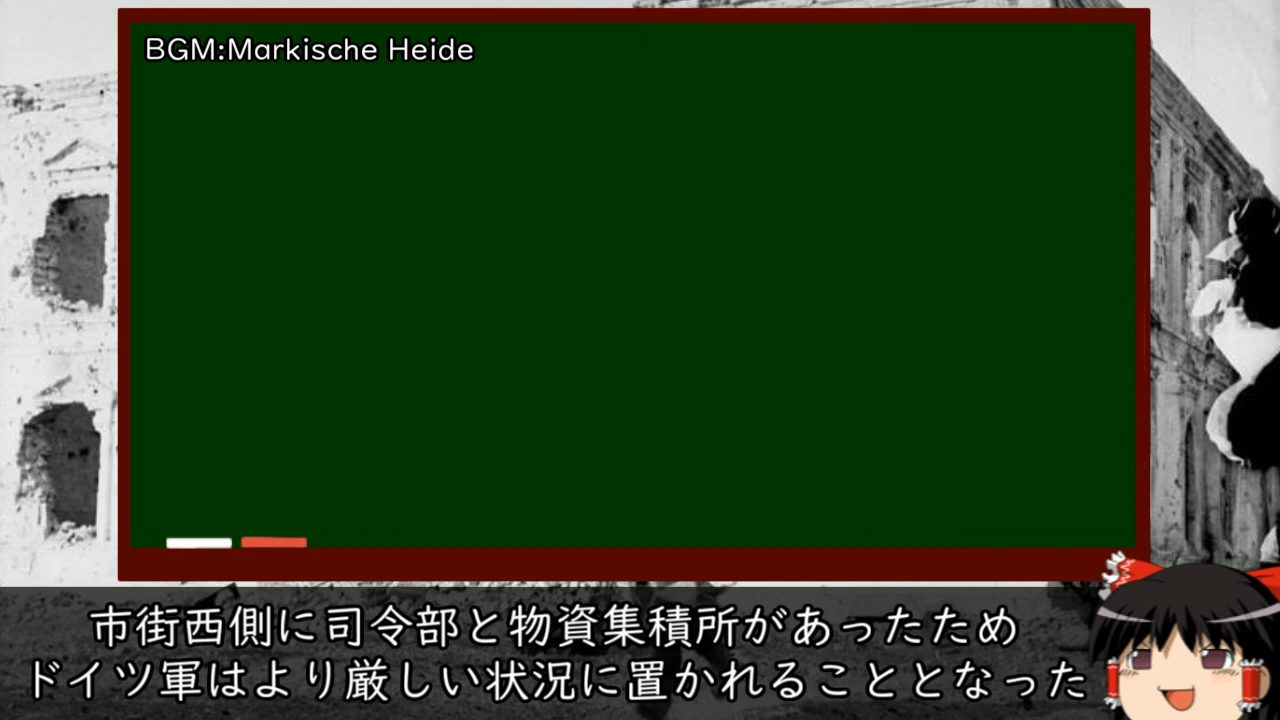 BGM:Markische Heide
市街西側に司令部と物資集積所があったため
ドイツ軍はより厳しい状況に置かれることとなった